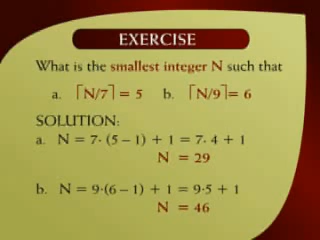 EXERCISE
What is the smallest integer N such that
a. ⌈N/7⌉ = 5 b. ⌈N/9⌉ = 6
SOLUTION:
a. N = 7· (5 – 1) + 1 = 7· 4 + 1
N = 29
b. N = 9·(6 – 1) + 1 = 9·5 + 1
N = 46